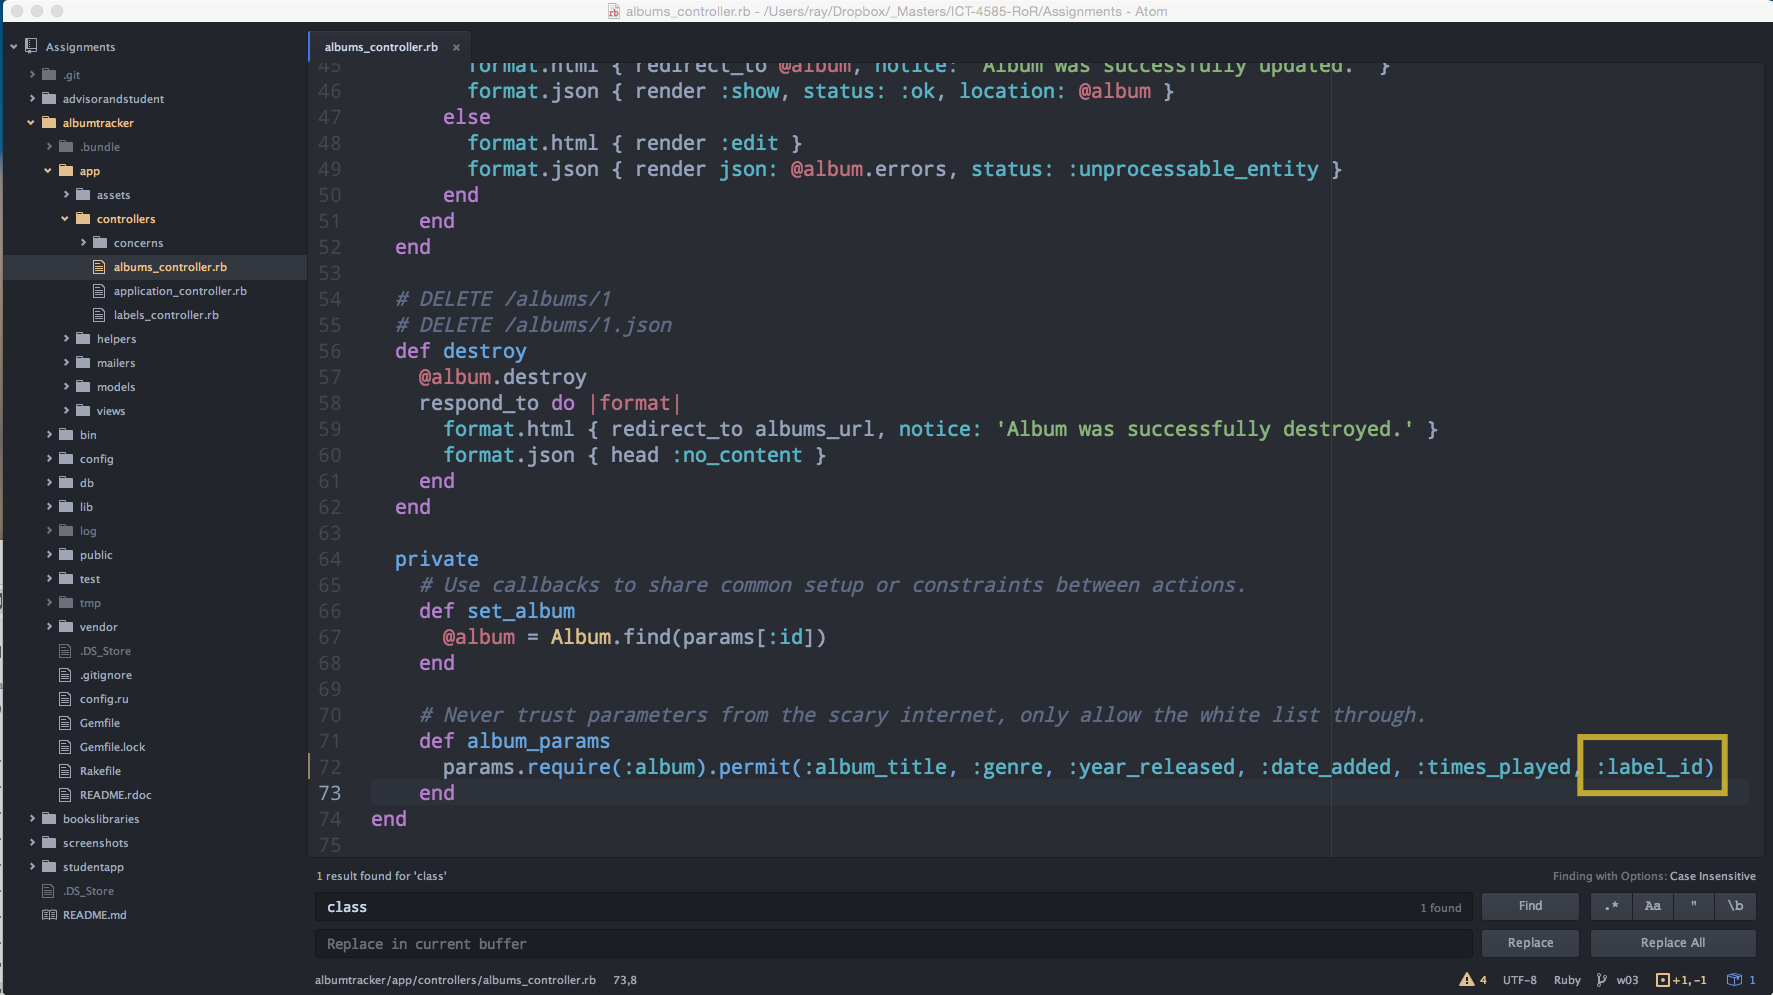 albums_controller.rb - /Users/ray/Dropbox/_Masters/ICT-4585-RoR/Assignments - Atom
Assignments
.git
advisorandstudent
albumtracker
.bundle
app
assets
controllers
concerns
albums_controller.rb
application_controller.rb
labels_controller.rb
helpers
mailers
models
views
bin
config
db
lib
log
public
test
tmp
vendor
.DS_Store
.gitignore
config.ru
Gemfile
Gemfile.lock
Rakefile
README.rdoc
bookslibraries
screenshots
studentapp
.DS_Store
README.md
albums_controller.rb ×
45 format.html { redirect_to @album, notice: 'Album was successfully updated.' }
46 format.json { render :show, status: :ok, location: @album }
47 else
48 format.html { render :edit }
49 format.json { render json: @album.errors, status: :unprocessable_entity }
50 end
51 end
52 end
53
54 # DELETE /albums/1
55 # DELETE /albums/1.json
56 def destroy
57 @album.destroy
58 respond_to do |format|
59 format.html { redirect_to albums_url, notice: 'Album was successfully destroyed.' }
60 format.json { head :no_content }
61 end
62 end
63
64 private
65 # Use callbacks to share common setup or constraints between actions.
66 def set_album
67 @album = Album.find(params[:id])
68 end
69
70 # Never trust parameters from the scary internet, only allow the white list through.
71 def album_params
72 params.require(:album).permit(:album_title, :genre, :year_released, :date_added, :times_played, :label_id)
73 end
74 end
75
1 result found for 'class'
Finding with Options: Case Insensitive
class 1 found Find .* Aa " \b
Replace in current buffer Replace Replace All
albumtracker/app/controllers/albums_controller.rb 73,8 4 UTF-8 Ruby w03 +1, -1 1